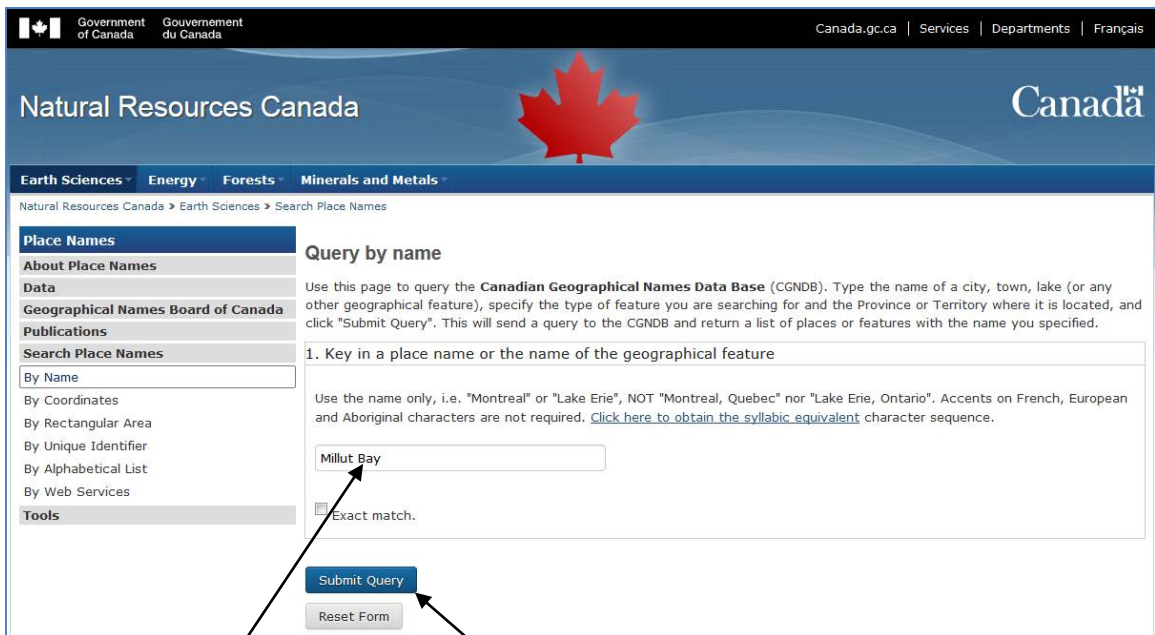 Government of Canada
Gouvernement du Canada
Canada.gc.ca | Services | Departments | Français
Natural Resources Canada
Canada
Earth Sciences Energy Forests Minerals and Metals
Natural Resources Canada > Earth Sciences > Search Place Names
Place Names
About Place Names
Data
Geographical Names Board of Canada
Publications
Search Place Names
By Name
By Coordinates
By Rectangular Area
By Unique Identifier
By Alphabetical List
By Web Services
Tools
Query by name
Use this page to query the Canadian Geographical Names Data Base (CGNDB). Type the name of a city, town, lake (or any
other geographical feature), specify the type of feature you are searching for and the Province or Territory where it is located, and
click "Submit Query". This will send a query to the CGNDB and return a list of places or features with the name you specified.
1. Key in a place name or the name of the geographical feature
Use the name only, i.e. "Montreal" or "Lake Erie", NOT "Montreal, Quebec" nor "Lake Erie, Ontario". Accents on French, European
and Aboriginal characters are not required. Click here to obtain the syllabic equivalent character sequence.
Millut Bay
Exact match.
Submit Query
Reset Form